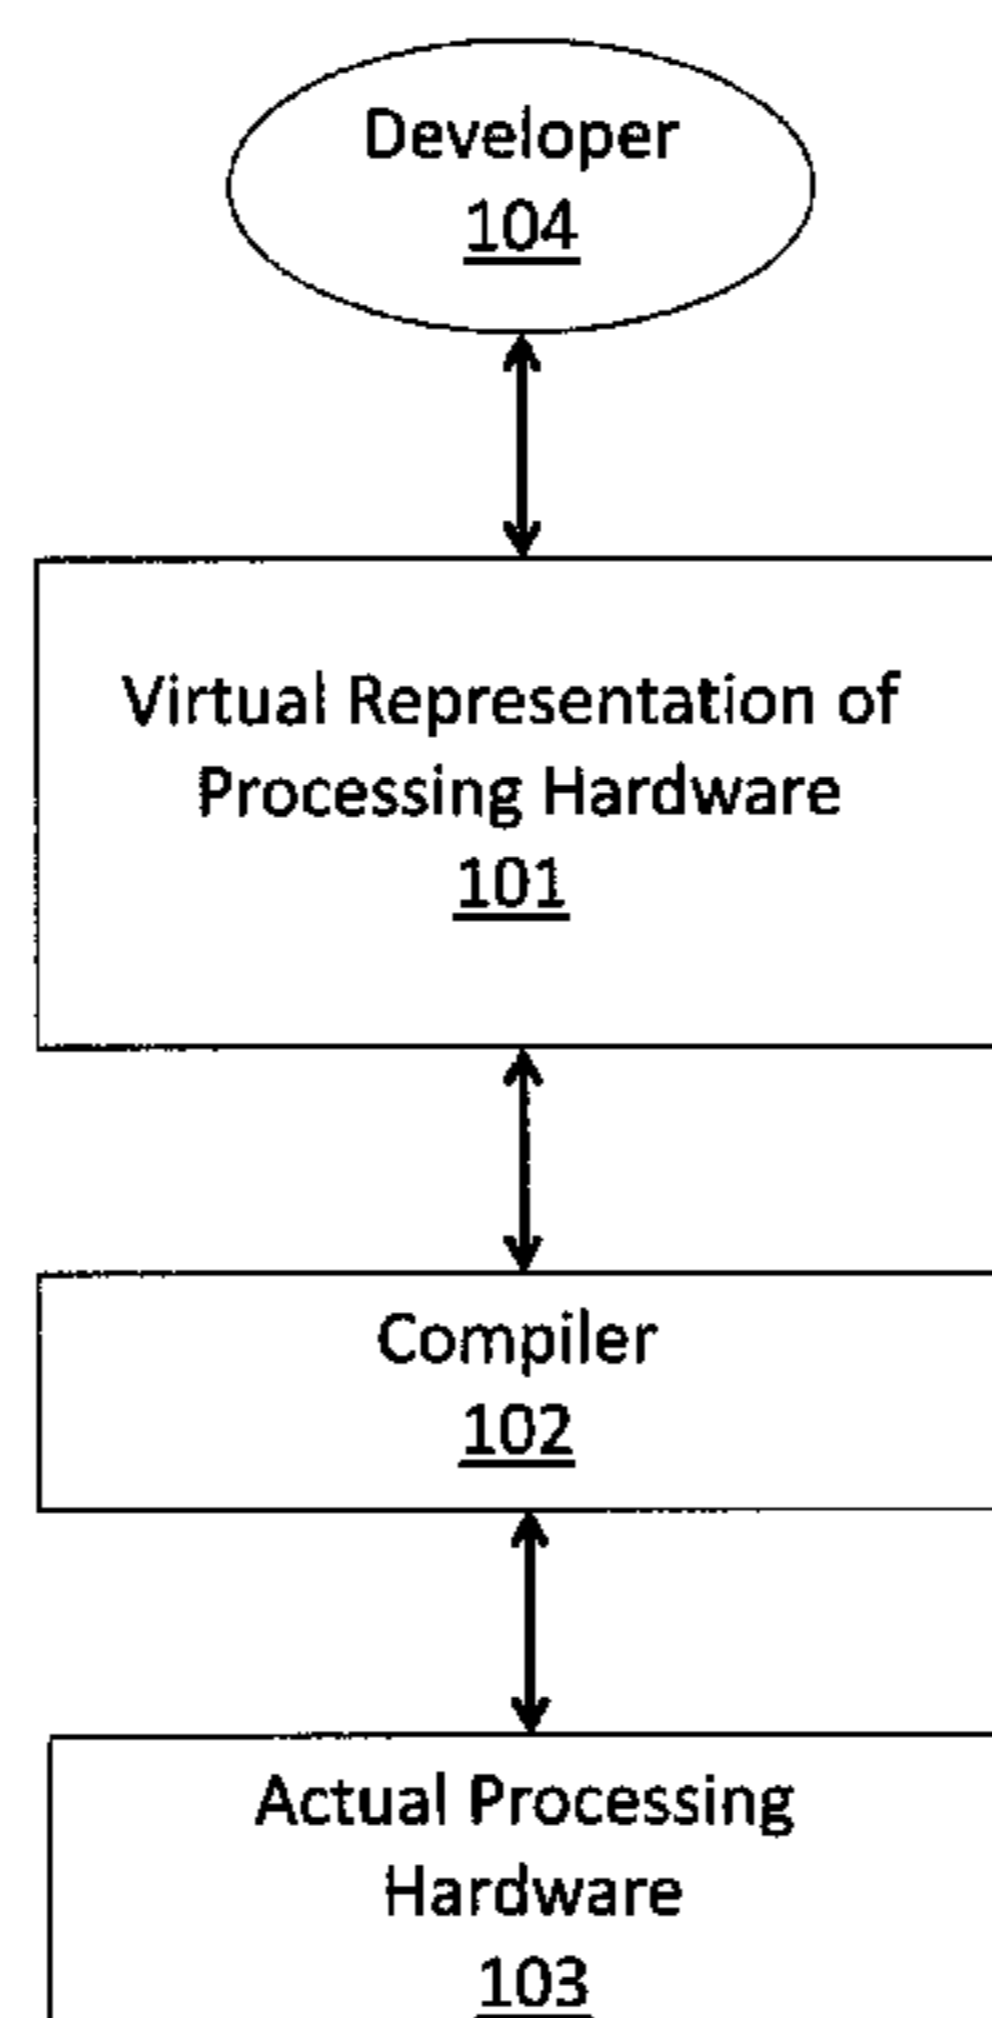 Developer
104
Virtual Representation of
Processing Hardware
101
Compiler
102
Actual Processing
Hardware
103